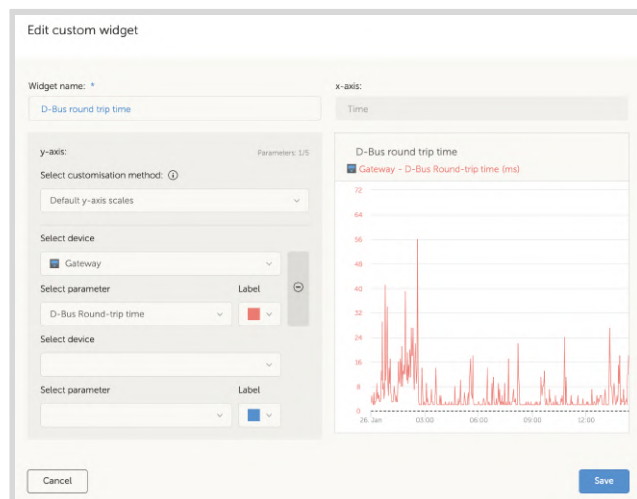 Edit custom widget
Widget name: *
D-Bus round trip time
x-axis:
Time
y-axis:
Parameters: 1/5
Select customisation method:
Default y-axis scales
Select device
Gateway
Select parameter
Label
D-Bus Round-trip time
Select device
Select parameter
Label
D-Bus round trip time
Gateway - D-Bus Round-trip time (ms)
72
64
56
48
40
32
24
16
8
0
26. Jan
03:00
06:00
09:00
12:00
Cancel
Save